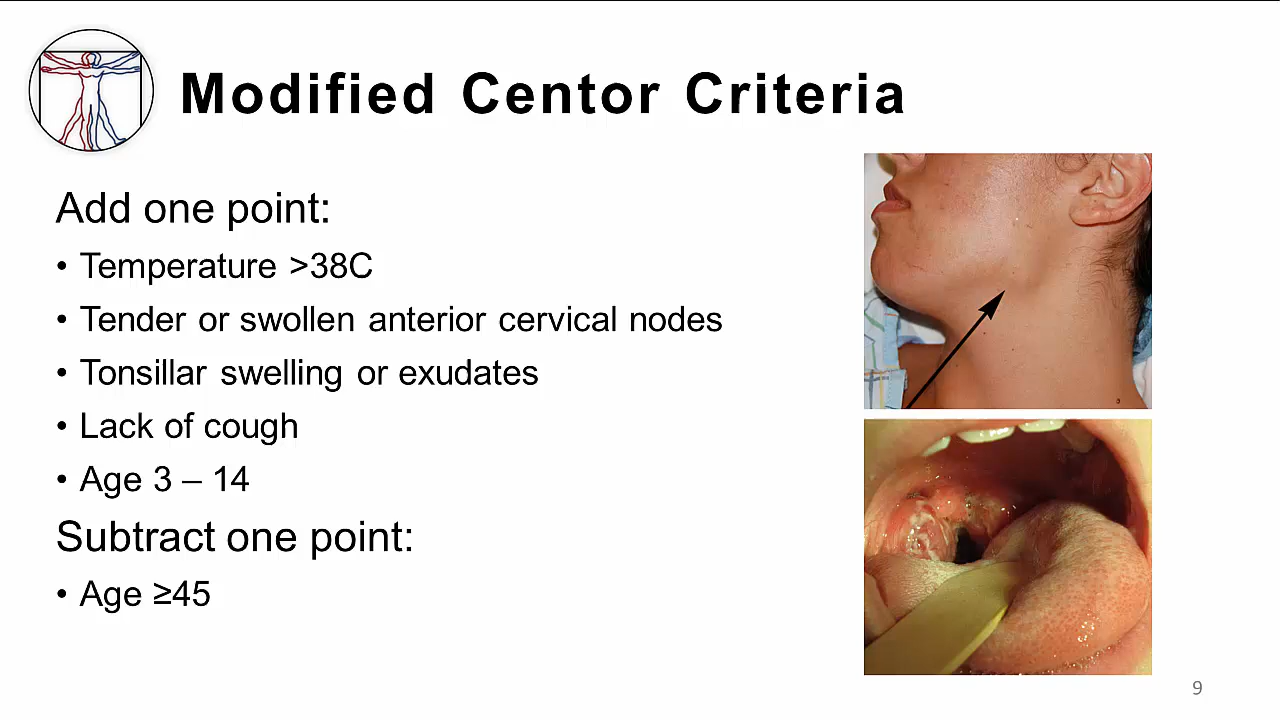 Modified Centor Criteria
Add one point:
• Temperature >38C
• Tender or swollen anterior cervical nodes
• Tonsillar swelling or exudates
• Lack of cough
• Age 3 – 14
Subtract one point:
• Age ≥45
9